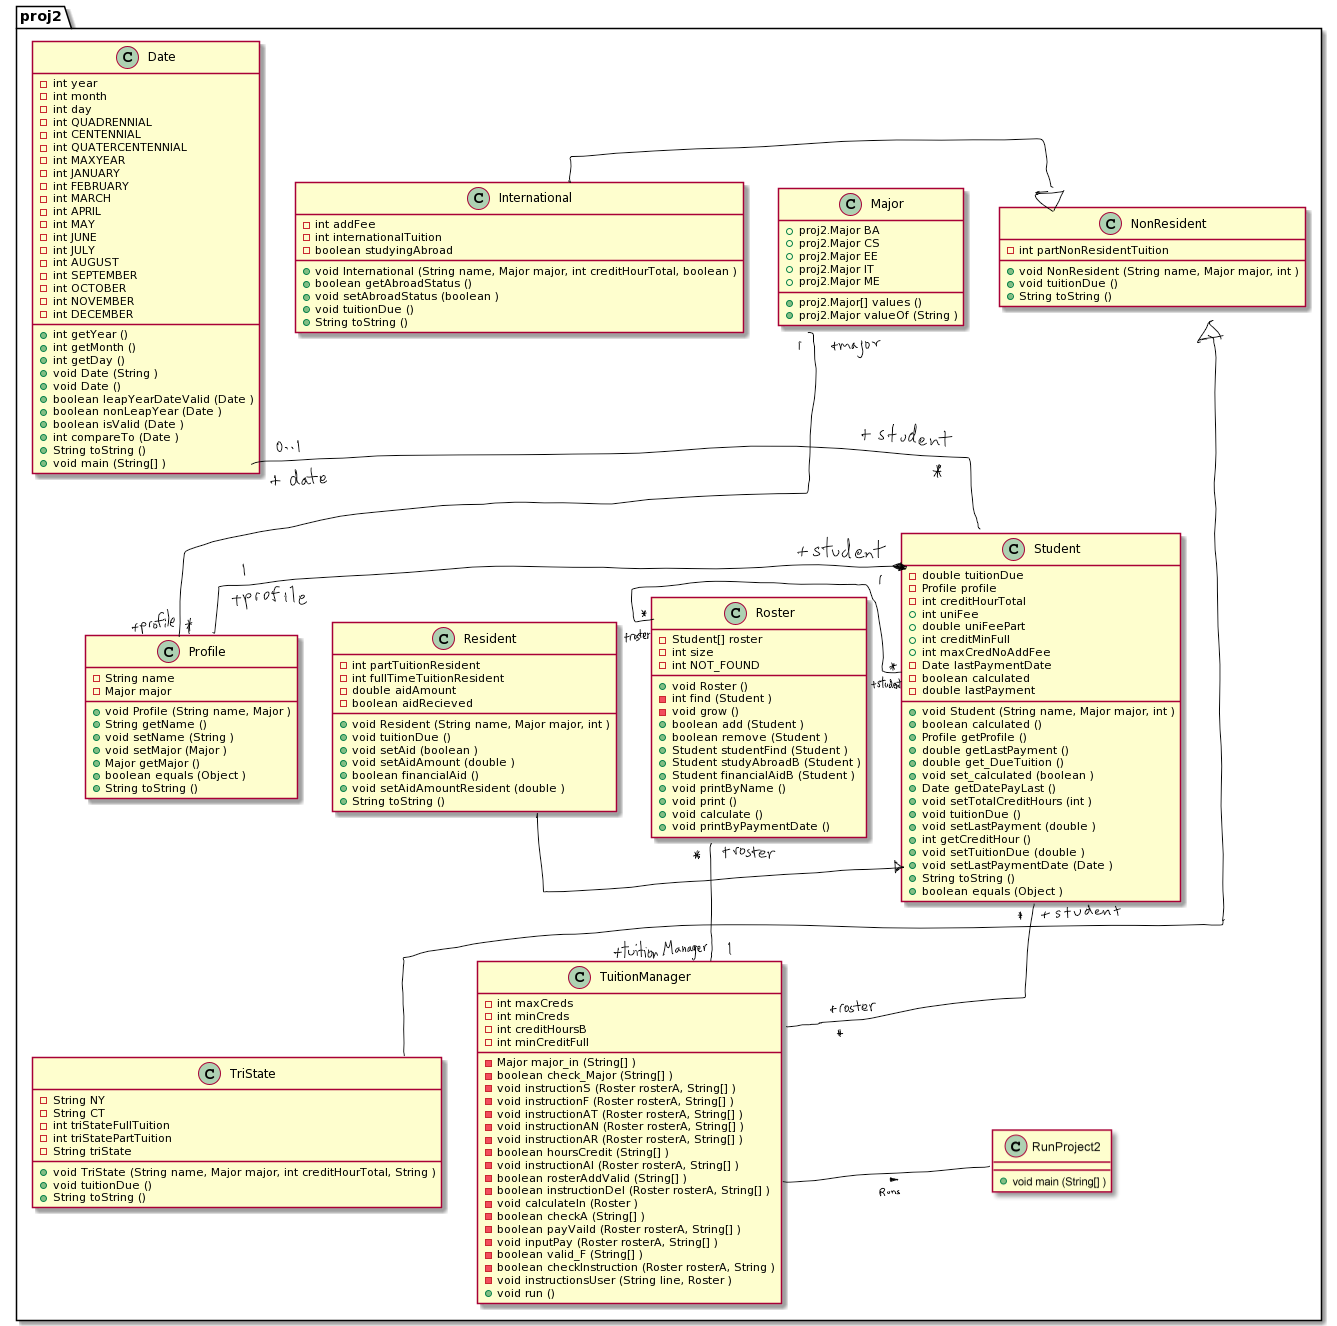 proj2
C Date
int year
int month
int day
int QUADRENNIAL
int CENTENNIAL
int QUATERCENTENNIAL
int MAXYEAR
int JANUARY
int FEBRUARY
int MARCH
int APRIL
int MAY
int JUNE
int JULY
int AUGUST
int SEPTEMBER
int OCTOBER
int NOVEMBER
int DECEMBER
int getYear ()
int getMonth ()
int getDay ()
void Date (String )
void Date ()
boolean leapYearDateValid (Date )
boolean nonLeapYear (Date )
boolean isValid (Date )
int compareTo (Date )
String toString ()
void main (String[] )
C International
int addFee
int internationalTuition
boolean studyingAbroad
void International (String name, Major major, int creditHourTotal, boolean )
boolean getAbroadStatus ()
void setAbroadStatus (boolean )
void tuitionDue ()
String toString ()
C Major
proj2.Major BA
proj2.Major CS
proj2.Major EE
proj2.Major IT
proj2.Major ME
proj2.Major[] values ()
proj2.Major valueOf (String )
C NonResident
int partNonResidentTuition
void NonResident (String name, Major major, int )
void tuitionDue ()
String toString ()
1 +major
0..1
+ date
+ student
*
1
+profile
+student
1
+profile *
C Profile
String name
Major major
void Profile (String name, Major )
String getName ()
void setName (String )
void setMajor (Major )
Major getMajor ()
boolean equals (Object )
String toString ()
C Resident
int partTuitionResident
int fullTimeTuitionResident
double aidAmount
boolean aidRecieved
void Resident (String name, Major major, int )
void tuitionDue ()
void setAid (boolean )
void setAidAmount (double )
boolean financialAid ()
void setAidAmountResident (double )
String toString ()
*
+roster
C Roster
Student[] roster
int size
int NOT_FOUND
void Roster ()
int find (Student )
void grow ()
boolean add (Student )
boolean remove (Student )
Student studentFind (Student )
Student studyAbroadB (Student )
Student financialAidB (Student )
void printByName ()
void print ()
void calculate ()
void printByPaymentDate ()
*
+student
C Student
double tuitionDue
Profile profile
int creditHourTotal
int uniFee
double uniFeePart
int creditMinFull
int maxCredNoAddFee
Date lastPaymentDate
boolean calculated
double lastPayment
void Student (String name, Major major, int )
boolean calculated ()
Profile getProfile ()
double getLastPayment ()
double get_DueTuition ()
void set_calculated (boolean )
Date getDatePayLast ()
void setTotalCreditHours (int )
void tuitionDue ()
void setLastPayment (double )
int getCreditHour ()
void setTuitionDue (double )
void setLastPaymentDate (Date )
String toString ()
boolean equals (Object )
* +roster
* +student
+tuition Manager 1
+roster
*
C TuitionManager
int maxCreds
int minCreds
int creditHoursB
int minCreditFull
Major major_in (String[] )
boolean check_Major (String[] )
void instructionS (Roster rosterA, String[] )
void instructionF (Roster rosterA, String[] )
void instructionAT (Roster rosterA, String[] )
void instructionAN (Roster rosterA, String[] )
void instructionAR (Roster rosterA, String[] )
boolean hoursCredit (String[] )
void instructionAI (Roster rosterA, String[] )
boolean rosterAddValid (String[] )
boolean instructionDel (Roster rosterA, String[] )
void calculateIn (Roster )
boolean checkA (String[] )
boolean payVaild (Roster rosterA, String[] )
void inputPay (Roster rosterA, String[] )
boolean valid_F (String[] )
boolean checkInstruction (Roster rosterA, String )
void instructionsUser (String line, Roster )
void run ()
C TriState
String NY
String CT
int triStateFullTuition
int triStatePartTuition
String triState
void TriState (String name, Major major, int creditHourTotal, String )
void tuitionDue ()
String toString ()
Runs
C RunProject2
void main (String[] )